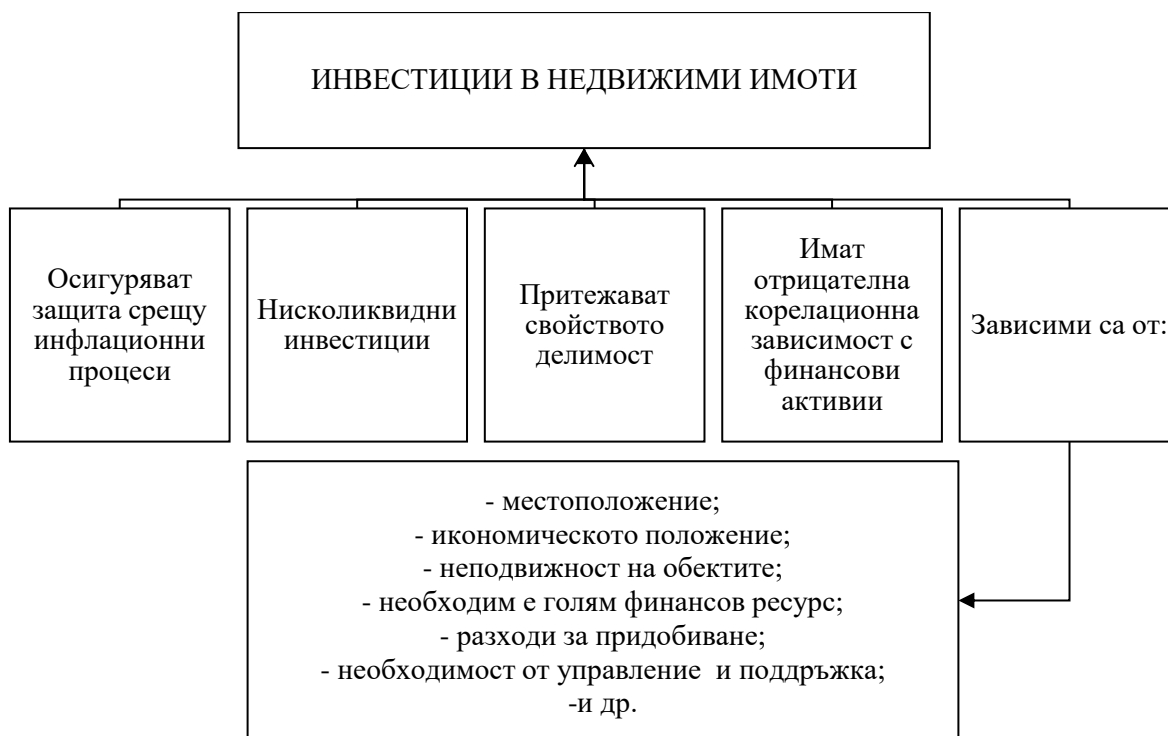 ИНВЕСТИЦИИ В НЕДВИЖИМИ ИМОТИ
Осигуряват
защита срещу
инфлационни
процеси
Нисколиквидни
инвестиции
Притежават
свойството
делимост
Имат
отрицателна
корелационна
зависимост с
финансови
активии
Зависими са от:
- местоположение;
- икономическото положение;
- неподвижност на обектите;
- необходим е голям финансов ресурс;
- разходи за придобиване;
- необходимост от управление  и поддръжка;
-и др.